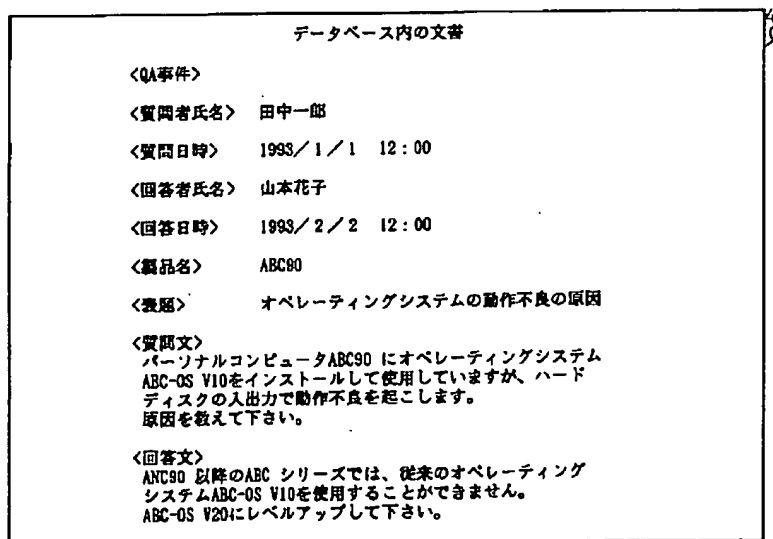 データベース内の文書
<QA事件>
<質問者氏名> 田中一郎
<質問日時> 1993/1/1 12:00
<回答者氏名> 山本花子
<回答日時> 1993/2/2 12:00
<製品名> ABC90
<表題> オペレーティングシステムの動作不良の原因
<質問文>
パーソナルコンピュータABC90 にオペレーティングシステム
ABC-OS V10をインストールして使用していますが、ハード
ディスクの入出力で動作不良を起こします。
原因を教えて下さい。
<回答文>
ANC90 以降のABC シリーズでは、従来のオペレーティング
システムABC-OS V10を使用することができません。
ABC-OS V20にレベルアップして下さい。